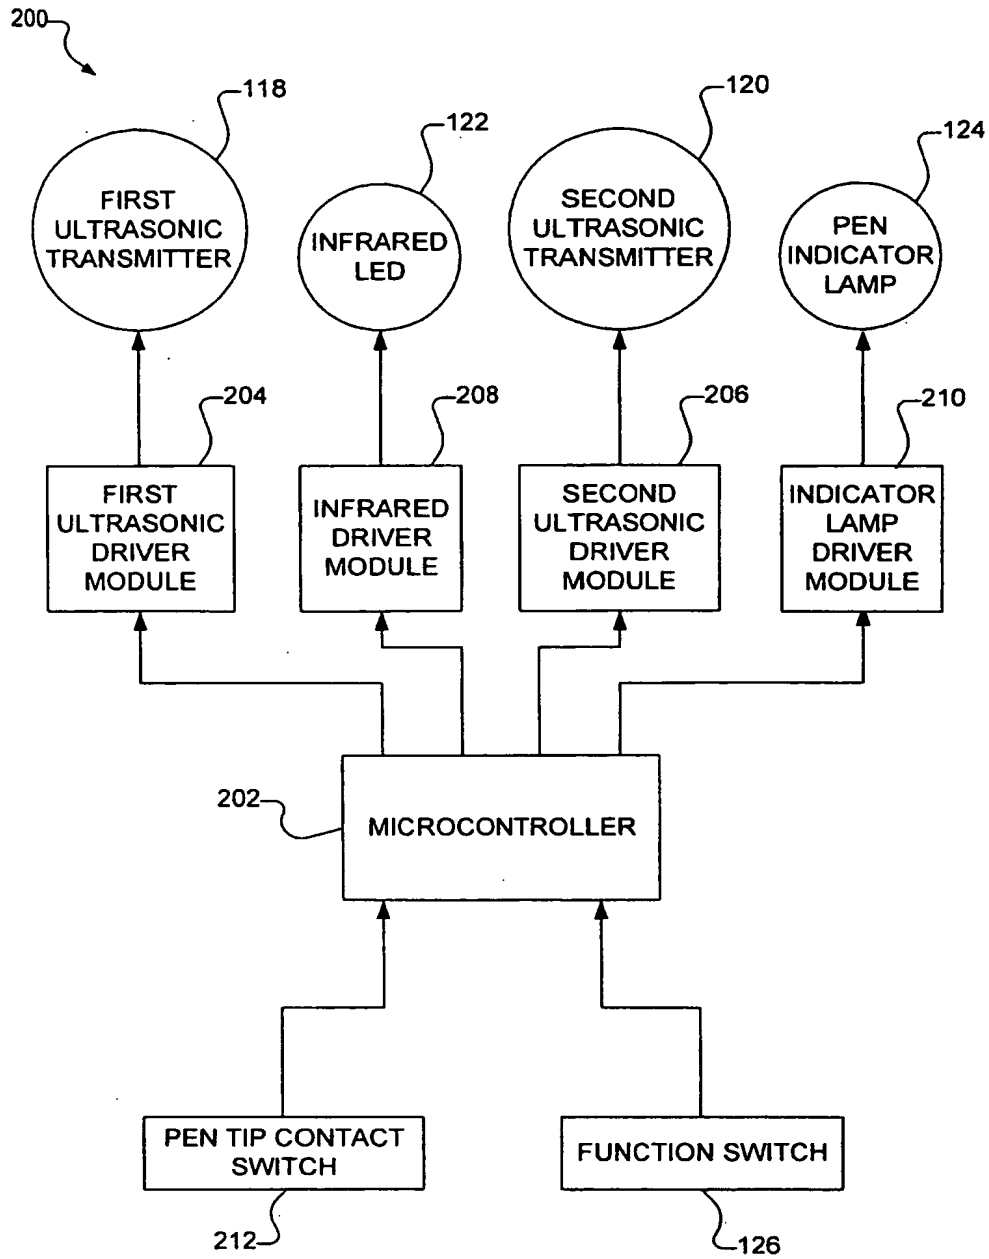 200
118
122
120
124
FIRST
ULTRASONIC
TRANSMITTER
INFRARED
LED
SECOND
ULTRASONIC
TRANSMITTER
PEN
INDICATOR
LAMP
204
208
206
210
FIRST
ULTRASONIC
DRIVER
MODULE
INFRARED
DRIVER
MODULE
SECOND
ULTRASONIC
DRIVER
MODULE
INDICATOR
LAMP
DRIVER
MODULE
202
MICROCONTROLLER
PEN TIP CONTACT
SWITCH
FUNCTION SWITCH
212
126